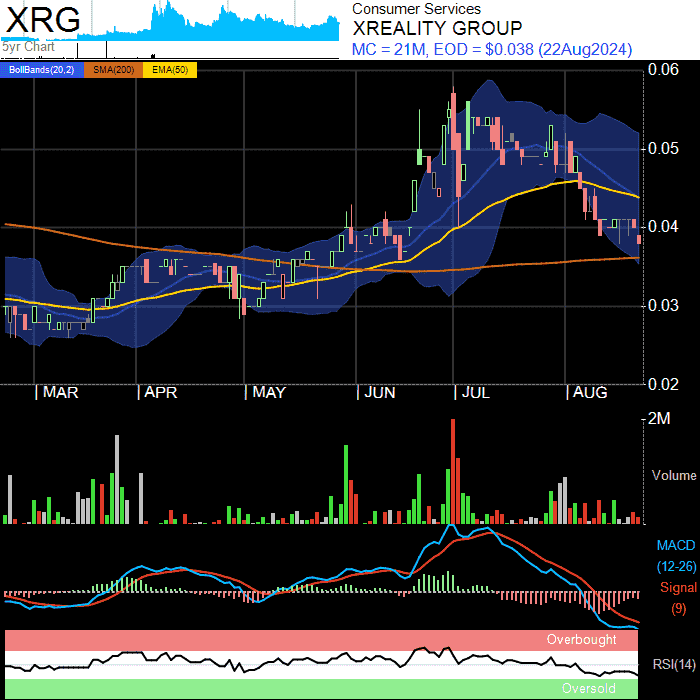 XRG
5yr Chart
Consumer Services
XREALITY GROUP
MC = 21M, EOD = $0.038 (22Aug2024)
BollBands(20,2) SMA(200) EMA(50)
0.06
0.05
0.04
0.03
0.02
| MAR | APR | MAY | JUN | JUL | AUG
2M
Volume
MACD
(12-26)
Signal
(9)
Overbought
RSI(14)
Oversold